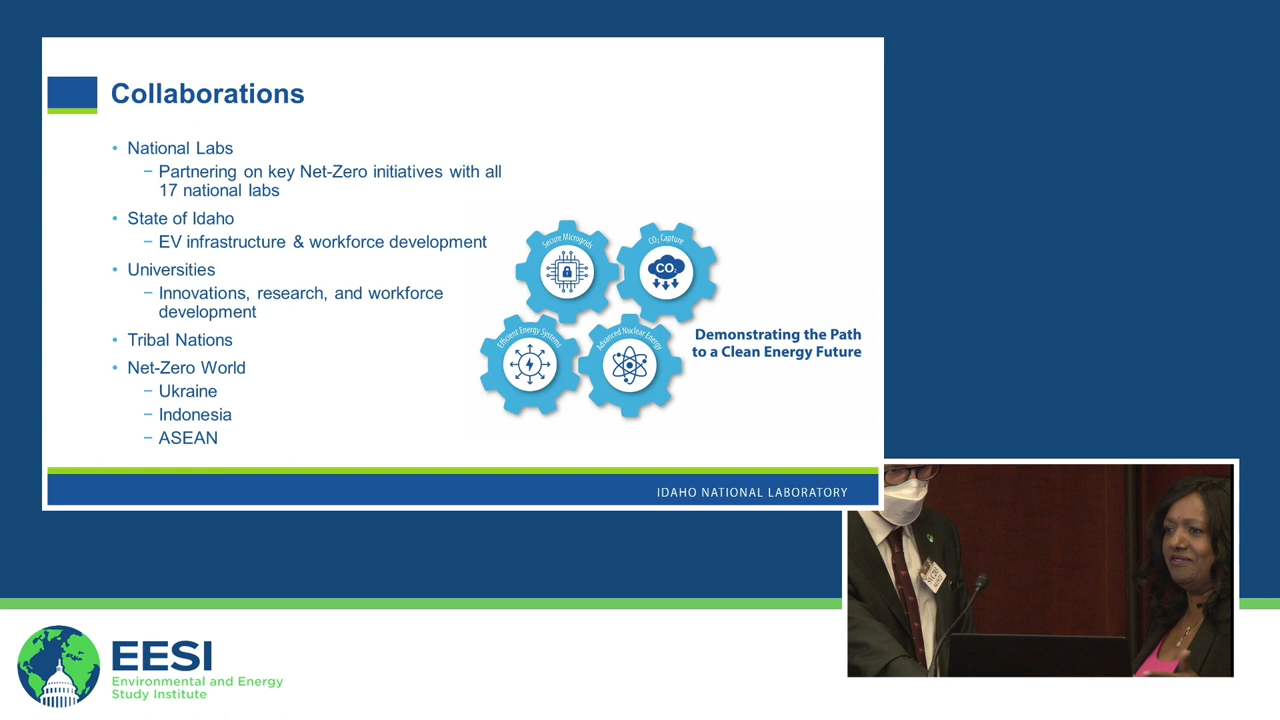 Collaborations
• National Labs
− Partnering on key Net-Zero initiatives with all
17 national labs
• State of Idaho
− EV infrastructure & workforce development
• Universities
− Innovations, research, and workforce
development
• Tribal Nations
• Net-Zero World
− Ukraine
− Indonesia
− ASEAN
Secure Microgrids
CO₂ Capture
CO₂
Efficient Energy Systems
Advanced Nuclear Energy
Demonstrating the Path
to a Clean Energy Future
IDAHO NATIONAL LABORATORY
EESI
Environmental and Energy
Study Institute